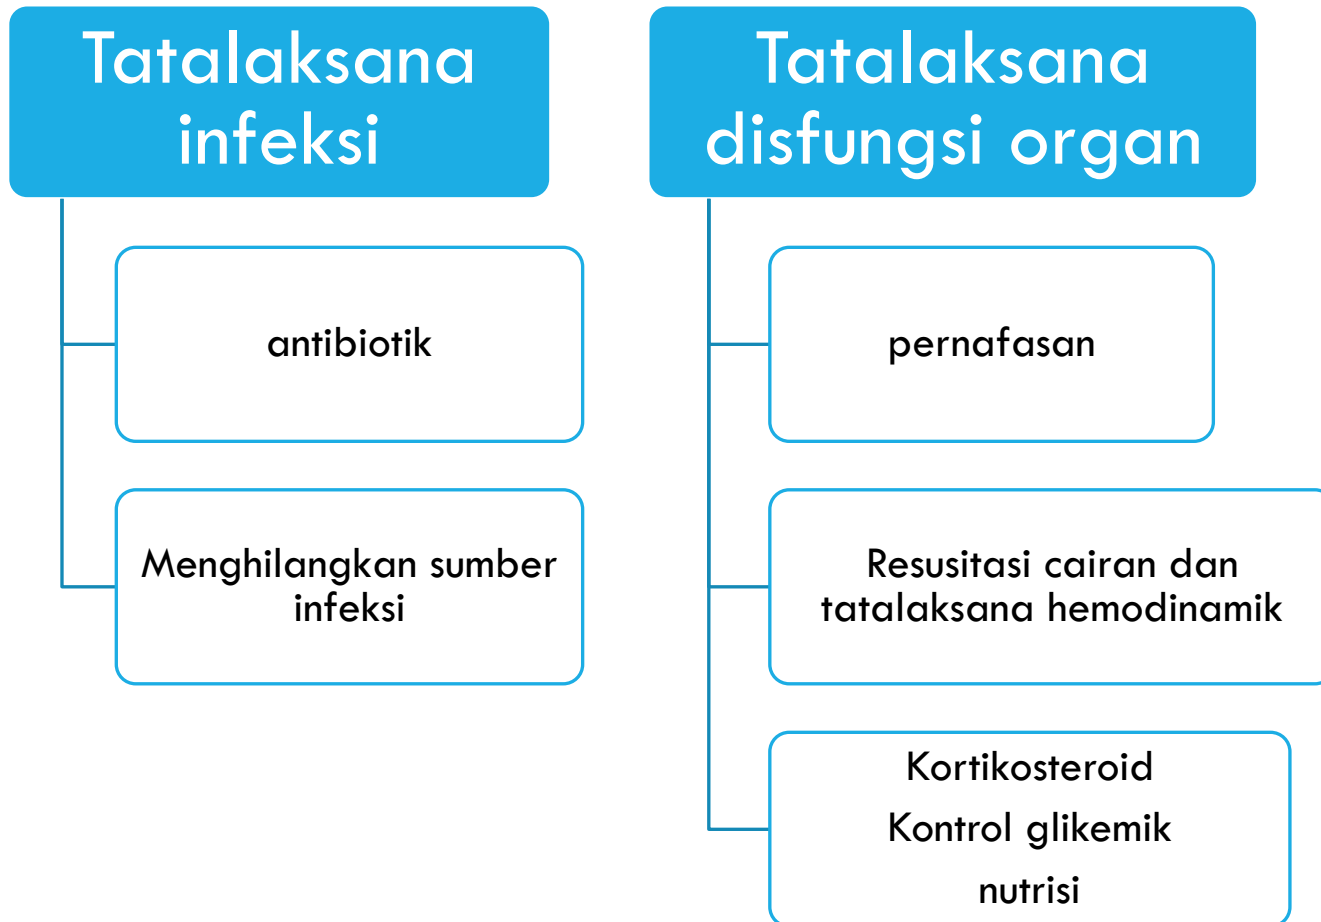 Tatalaksana
infeksi
antibiotik
Menghilangkan sumber
infeksi
Tatalaksana
disfungsi organ
pernafasan
Resusitasi cairan dan
tatalaksana hemodinamik
Kortikosteroid
Kontrol glikemik
nutrisi